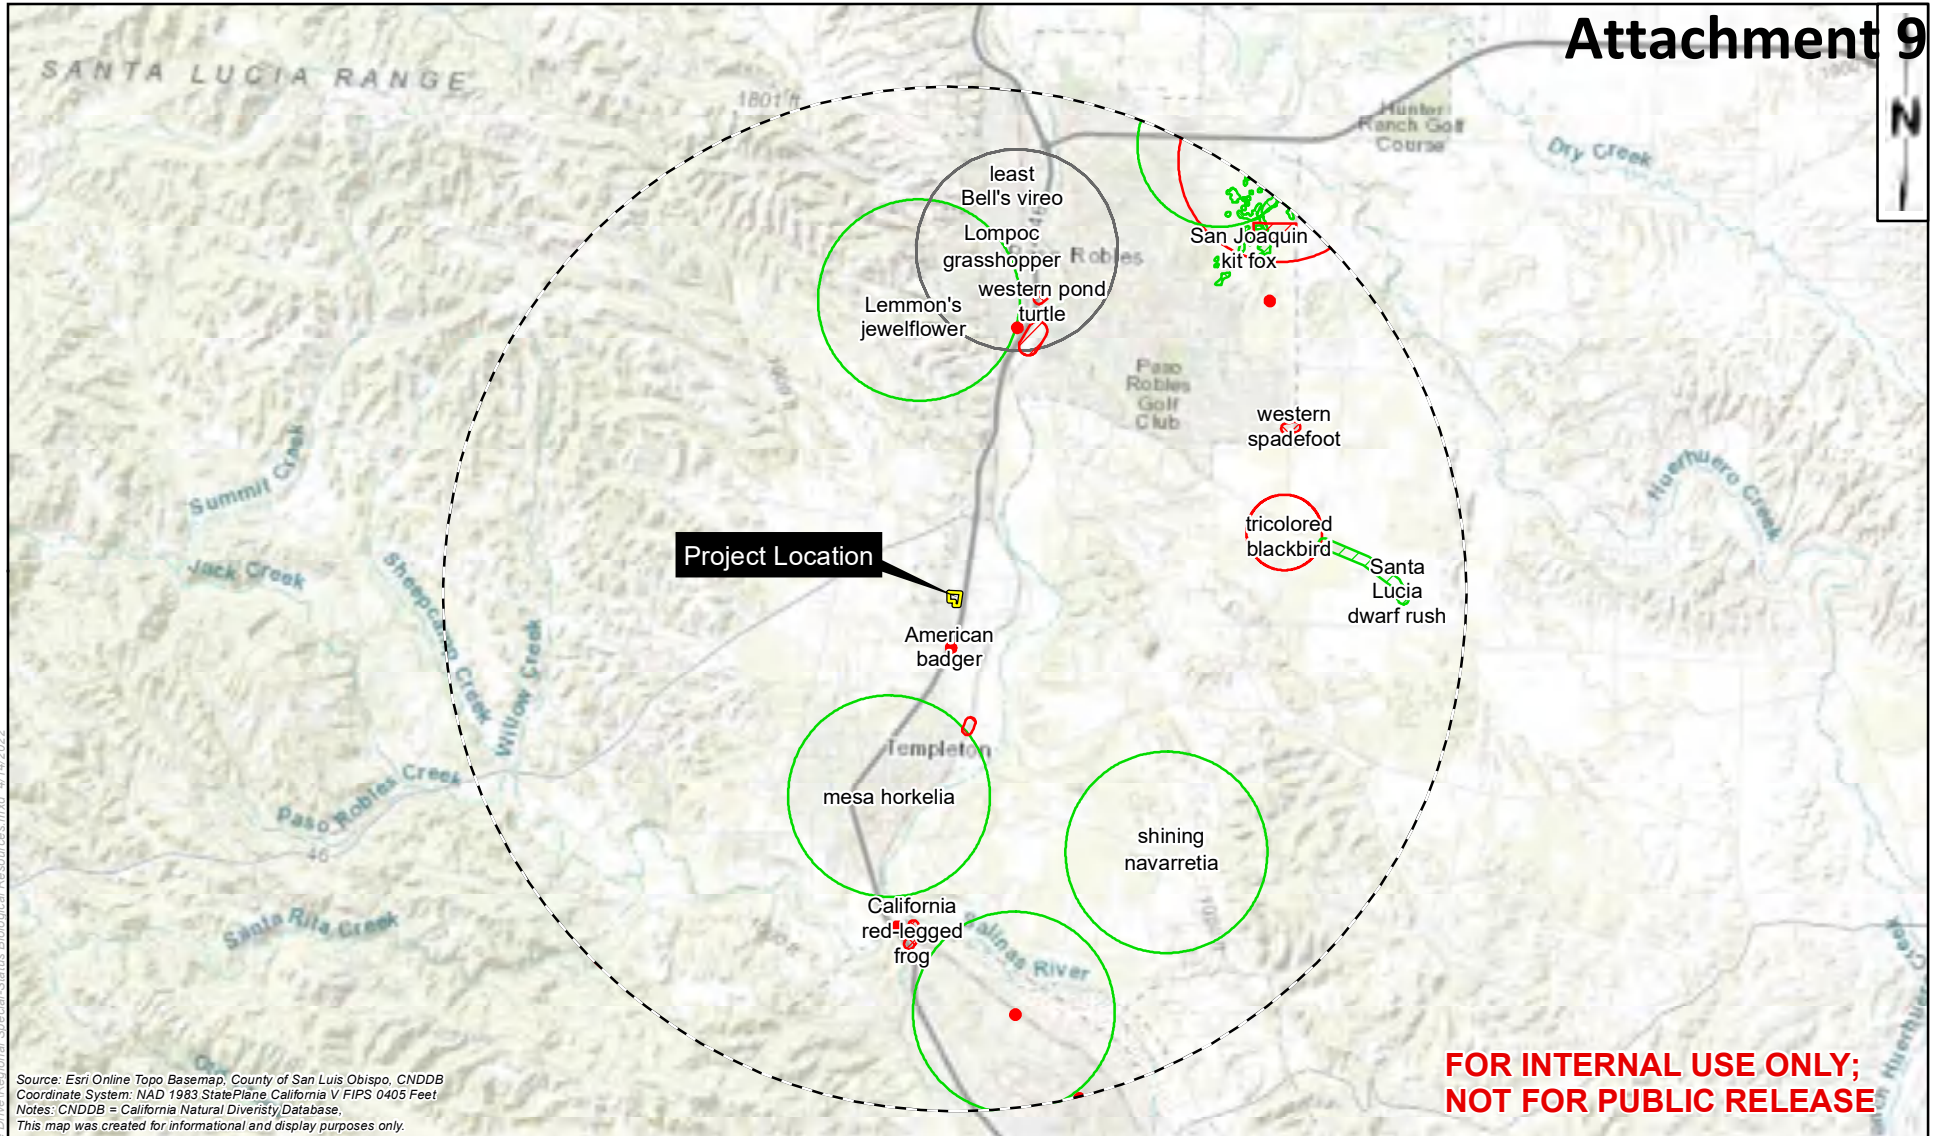 Attachment 9
N
SANTA LUCIA RANGE
1801 ft
Hunter
Ranch Golf
Course
Dry Creek
least
Bell's vireo
Lompoc
grasshopper
Paso Robles
western pond
turtle
Lemmon's
jewelflower
San Joaquin
kit fox
Paso
Robles
Golf
Club
western
spadefoot
Summit Creek
Huerhuero Creek
tricolored
blackbird
Santa
Lucia
dwarf rush
Project Location
Jack Creek
Sheepcamp Creek
Willow Creek
American
badger
Templeton
mesa horkelia
Paso Robles Creek
46
shining
navarretia
California
red-legged
frog
Santa Rita Creek
Salinas River
Source: Esri Online Topo Basemap, County of San Luis Obispo, CNDDB
Coordinate System: NAD 1983 StatePlane California V FIPS 0405 Feet
Notes: CNDDB = California Natural Diveristy Database,
This map was created for informational and display purposes only.
FOR INTERNAL USE ONLY;
NOT FOR PUBLIC RELEASE